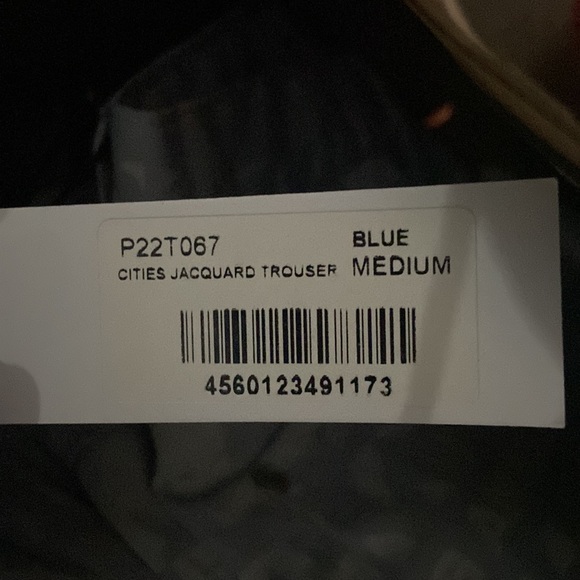 P22T067
CITIES JACQUARD TROUSER
BLUE
MEDIUM
4560123491173